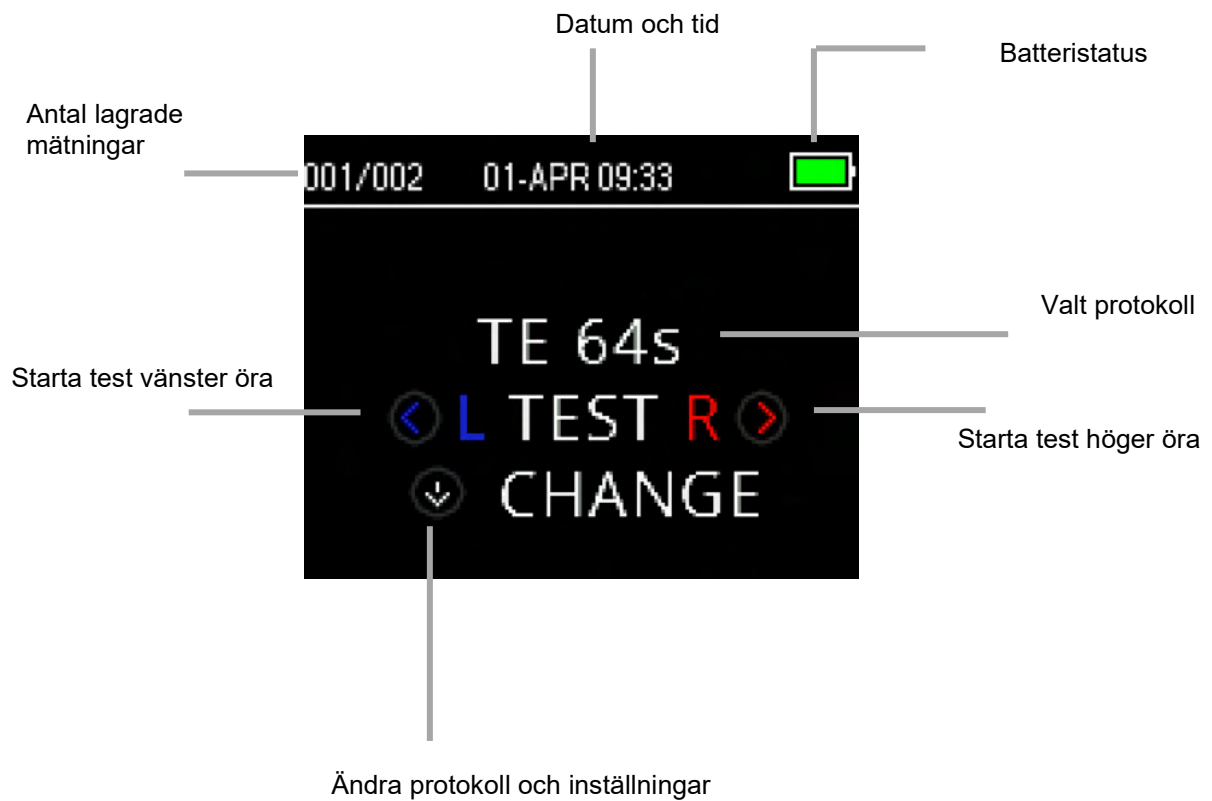 Datum och tid
Batteristatus
Antal lagrade
mätningar
001/002 01-APR 09:33
Valt protokoll
TE 64s
Starta test vänster öra
L TEST R
Starta test höger öra
CHANGE
Ändra protokoll och inställningar